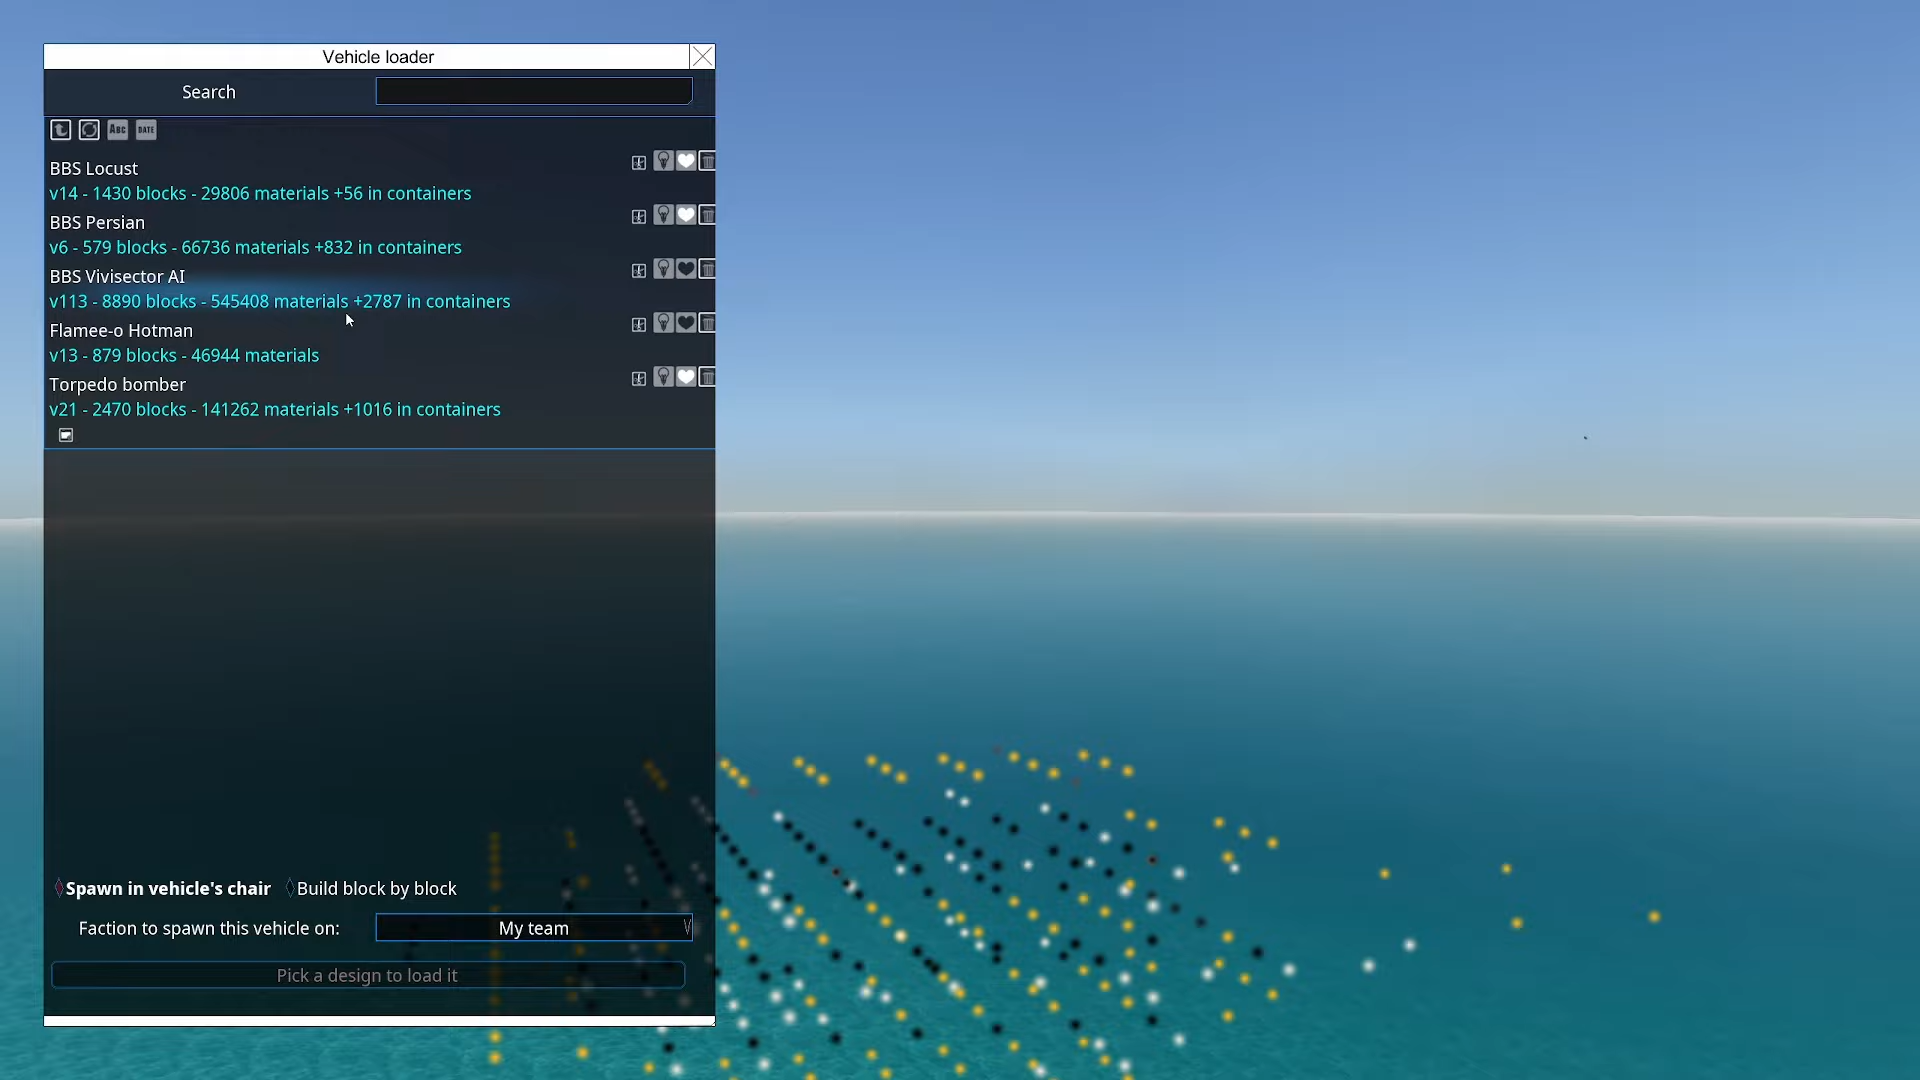 Vehicle loader
Search
ABC DATE
BBS Locust
v14 - 1430 blocks - 29806 materials +56 in containers
BBS Persian
v6 - 579 blocks - 66736 materials +832 in containers
BBS Vivisector AI
v113 - 8890 blocks - 545408 materials +2787 in containers
Flamee-o Hotman
v13 - 879 blocks - 46944 materials
Torpedo bomber
v21 - 2470 blocks - 141262 materials +1016 in containers
Spawn in vehicle's chair Build block by block
Faction to spawn this vehicle on: My team
Pick a design to load it